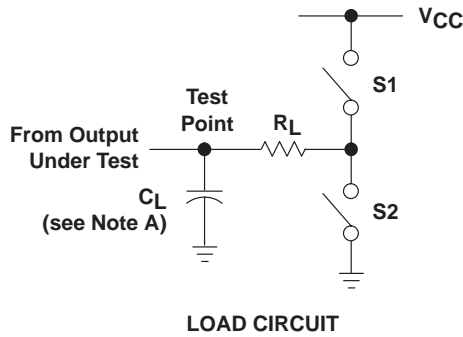 VCC
S1
Test
Point
RL
From Output
Under Test
CL
(see Note A)
S2
LOAD CIRCUIT